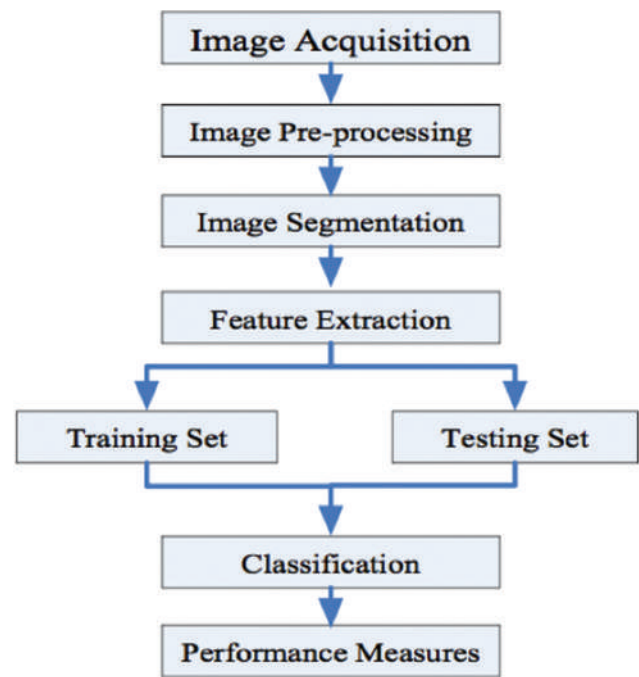 Image Acquisition
Image Pre-processing
Image Segmentation
Feature Extraction
Training Set
Testing Set
Classification
Performance Measures